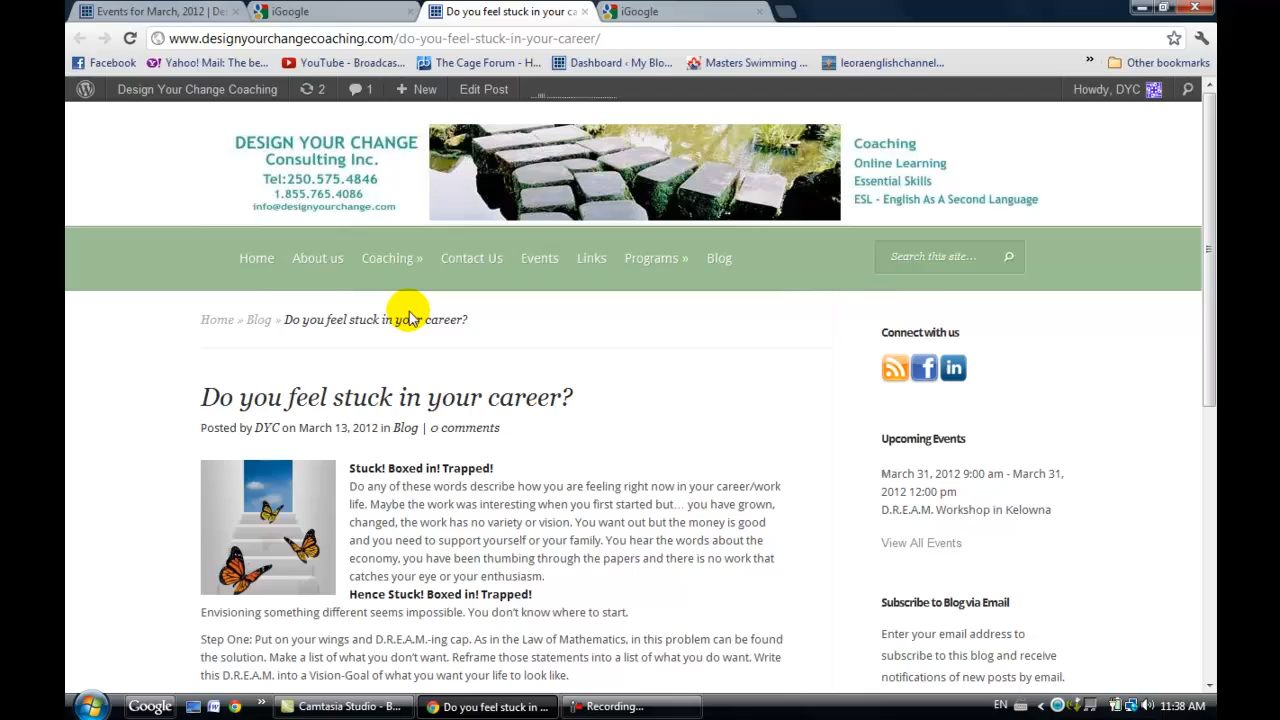 Events for March, 2012 | De
iGoogle
Do you feel stuck in your ca
iGoogle
www.designyourchangecoaching.com/do-you-feel-stuck-in-your-career/
Facebook
Yahoo! Mail: The be...
YouTube - Broadcas...
The Cage Forum - H...
Dashboard ‹ My Blo...
Masters Swimming ...
leoraenglishchannel...
»
Other bookmarks
Design Your Change Coaching
2
1
+ New
Edit Post
Howdy, DYC
DESIGN YOUR CHANGE
Consulting Inc.
Tel:250.575.4846
1.855.765.4086
info@designyourchange.com
Coaching
Online Learning
Essential Skills
ESL - English As A Second Language
Home
About us
Coaching »
Contact Us
Events
Links
Programs »
Blog
Search this site...
Home » Blog » Do you feel stuck in your career?
Do you feel stuck in your career?
Posted by DYC on March 13, 2012 in Blog | 0 comments
Stuck! Boxed in! Trapped!
Do any of these words describe how you are feeling right now in your career/work
life. Maybe the work was interesting when you first started but… you have grown,
changed, the work has no variety or vision. You want out but the money is good
and you need to support yourself or your family. You hear the words about the
economy, you have been thumbing through the papers and there is no work that
catches your eye or your enthusiasm.
Hence Stuck! Boxed in! Trapped!
Envisioning something different seems impossible. You don't know where to start.
Step One: Put on your wings and D.R.E.A.M.-ing cap. As in the Law of Mathematics, in this problem can be found
the solution. Make a list of what you don't want. Reframe those statements into a list of what you do want. Write
this D.R.E.A.M. into a Vision-Goal of what you want your life to look like.
Connect with us
in
Upcoming Events
March 31, 2012 9:00 am - March 31,
2012 12:00 pm
D.R.E.A.M. Workshop in Kelowna
View All Events
Subscribe to Blog via Email
Enter your email address to
subscribe to this blog and receive
notifications of new posts by email.
Google
»
Camtasia Studio - B...
Do you feel stuck in ...
Recording...
EN
11:38 AM